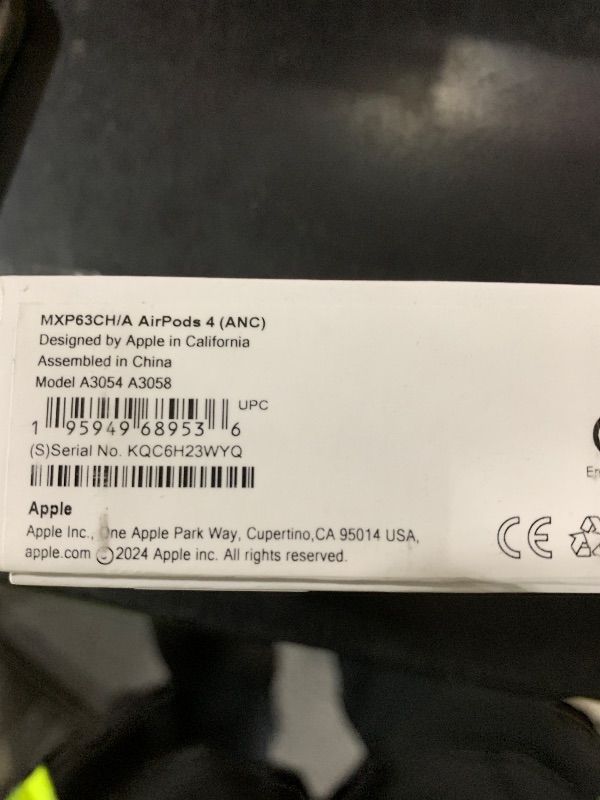 MXP63CH/A AirPods 4 (ANC)
Designed by Apple in California
Assembled in China
Model A3054 A3058
UPC
1 95949 68953 6
(S)Serial No. KQC6H23WYQ
Apple
Apple Inc., One Apple Park Way, Cupertino,CA 95014 USA,
apple.com ©2024 Apple inc. All rights reserved.
CE